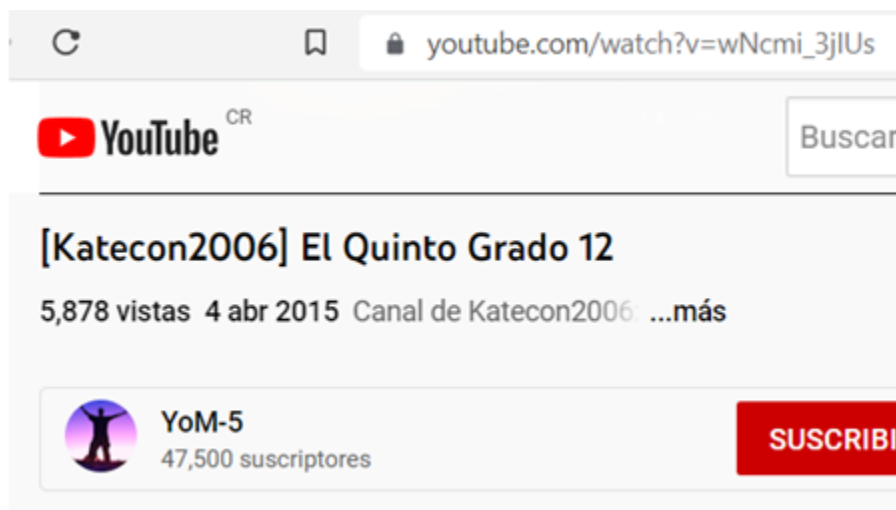 youtube.com/watch?v=wNcmi_3jlUs
YouTube CR
Buscar
[Katecon2006] El Quinto Grado 12
5,878 vistas 4 abr 2015 Canal de Katecon2006: ...más
YoM-5
47,500 suscriptores
SUSCRIBI